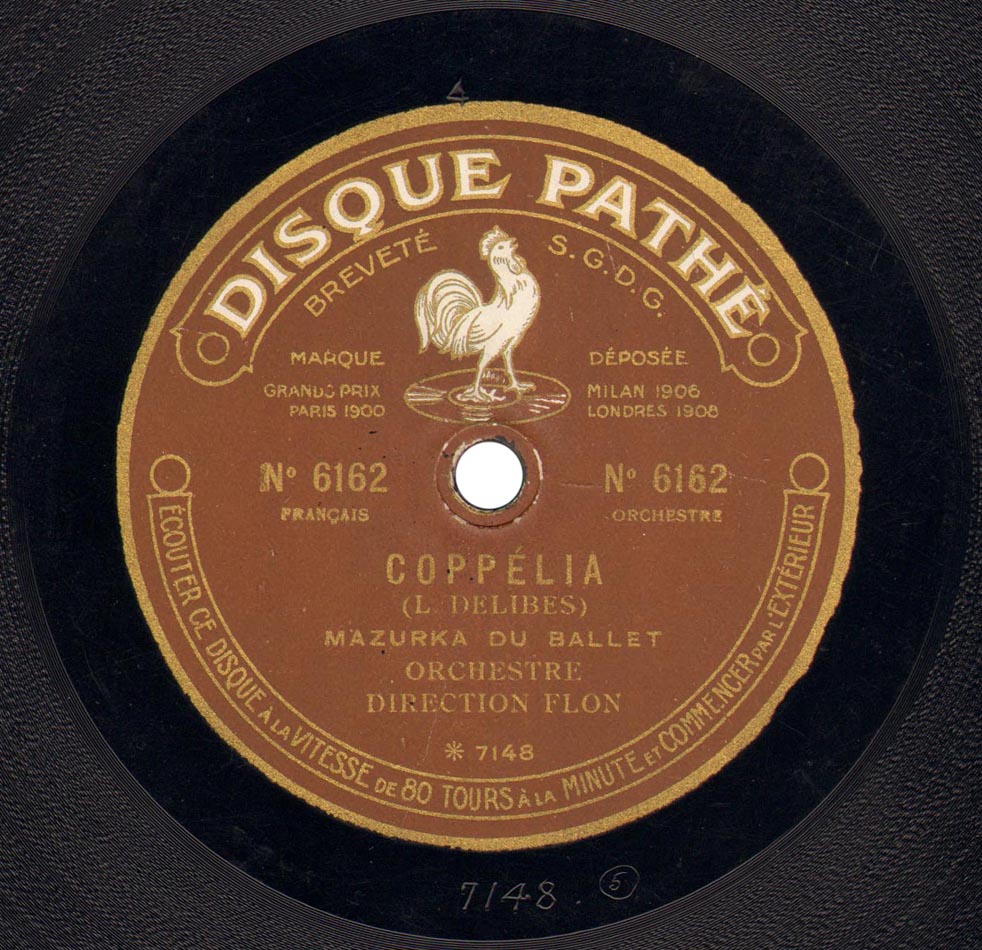 4
DISQUE PATHÉ
BREVETÉ S.G.D.G.
MARQUE DÉPOSÉE
GRANDS PRIX MILAN 1906
PARIS 1900 LONDRES 1908
Nº 6162 Nº 6162
FRANÇAIS ORCHESTRE
COPPÉLIA
(L. DELIBES)
MAZURKA DU BALLET
ORCHESTRE
DIRECTION FLON
* 7148
ÉCOUTER CE DISQUE À LA VITESSE DE 80 TOURS À LA MINUTE ET COMMENCER PAR L'EXTÉRIEUR
7148 5